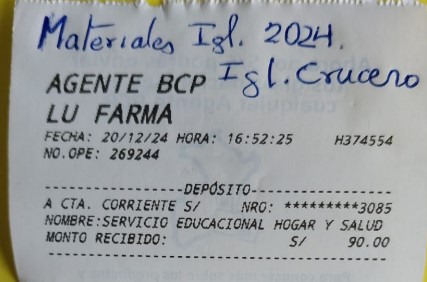 Materiales Igl. 2024.
Igl. Crucero
AGENTE BCP
LU FARMA
FECHA: 20/12/24 HORA: 16:52:25 H374554
NO.OPE: 269244
--------------------DEPÓSITO--------------------
A CTA. CORRIENTE S/ NRO: *********3085
NOMBRE:SERVICIO EDUCACIONAL HOGAR Y SALUD
MONTO RECIBIDO: S/ 90.00